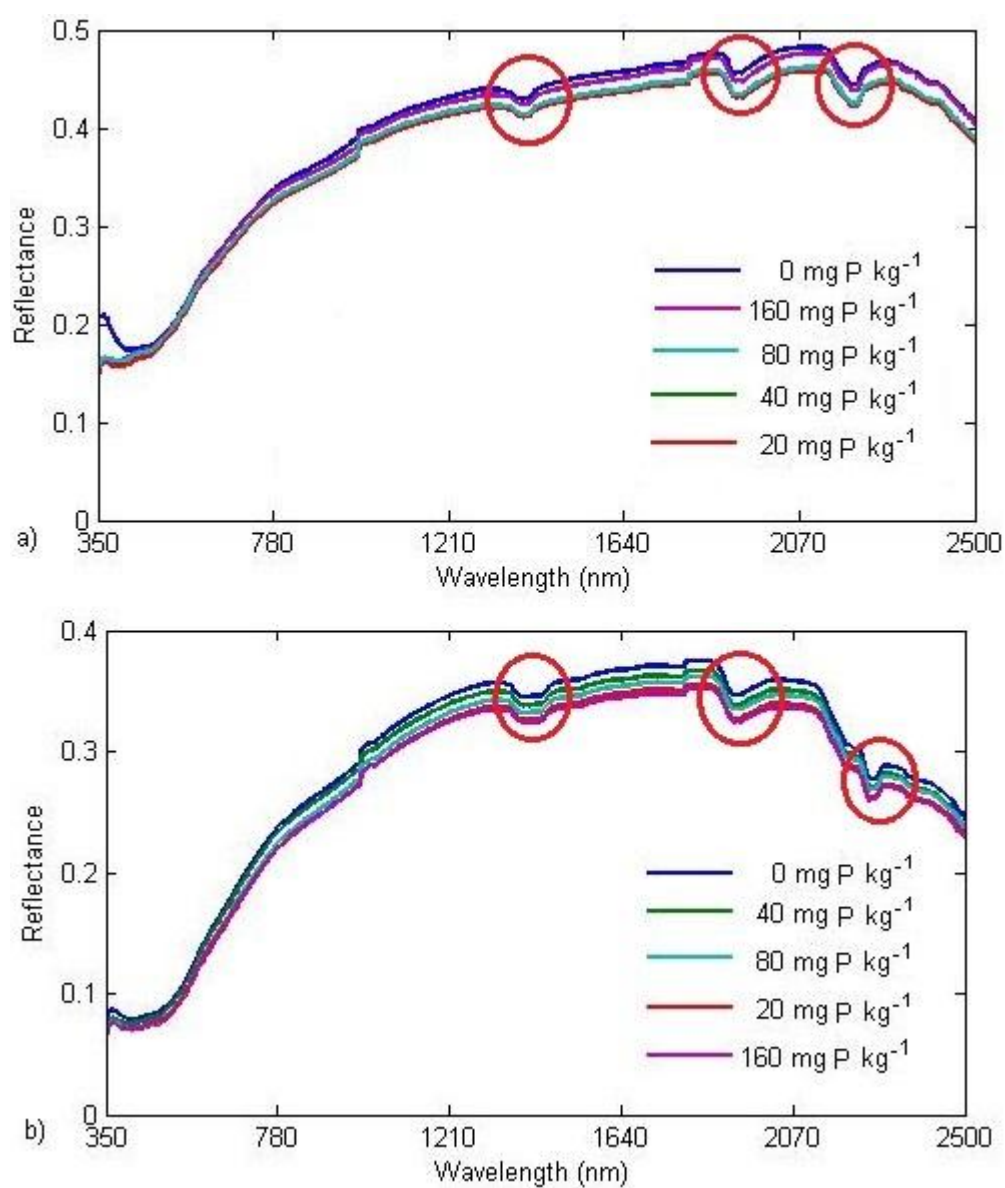 0.5
0.4
0.3
0.2
0.1
0
Reflectance
0 mg P kg-1
160 mg P kg-1
80 mg P kg-1
40 mg P kg-1
20 mg P kg-1
a)
350 780 1210 1640 2070 2500
Wavelength (nm)
0.4
0.3
0.2
0.1
0
Reflectance
0 mg P kg-1
40 mg P kg-1
80 mg P kg-1
20 mg P kg-1
160 mg P kg-1
b)
350 780 1210 1640 2070 2500
Wavelength (nm)